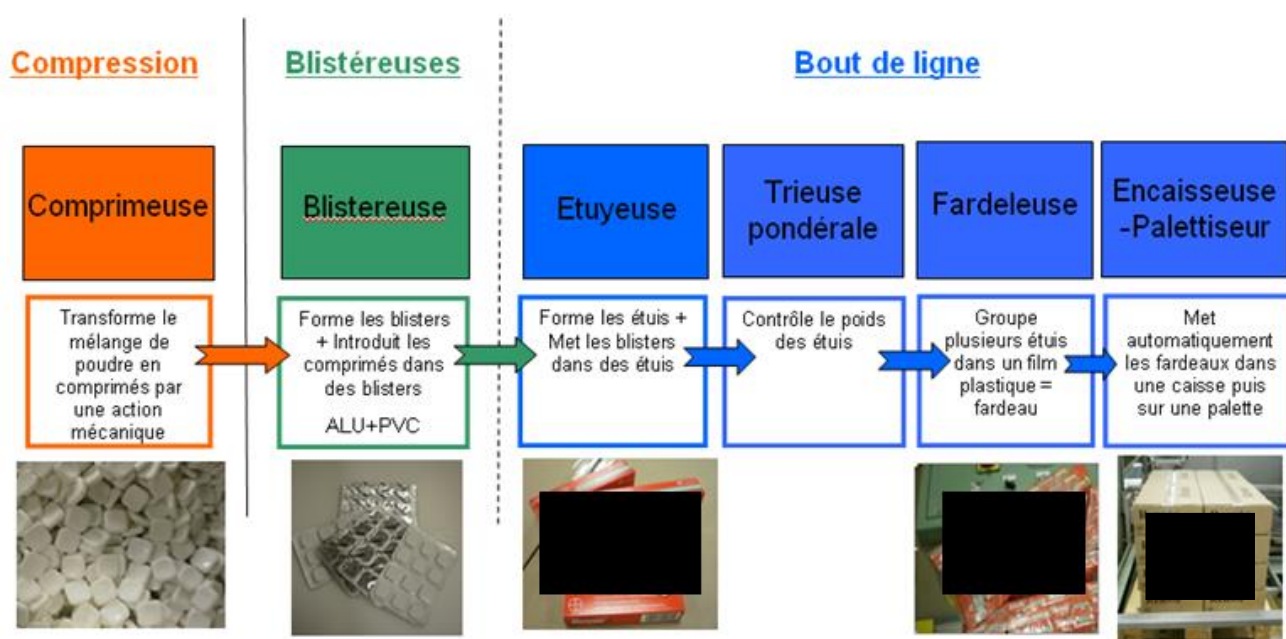 Compression
Blistéreuses
Bout de ligne
Comprimeuse
Blistereuse
Etuyeuse
Trieuse
pondérale
Fardeleuse
Encaisseuse
-Palettiseur
Transforme le
mélange de
poudre en
comprimés par
une action
mécanique
Forme les blisters
+ Introduit les
comprimés dans
des blisters
ALU+PVC
Forme les étuis +
Met les blisters
dans des étuis
Contrôle le poids
des étuis
Groupe
plusieurs étuis
dans un film
plastique =
fardeau
Met
automatiquement
les fardeaux dans
une caisse puis
sur une palette